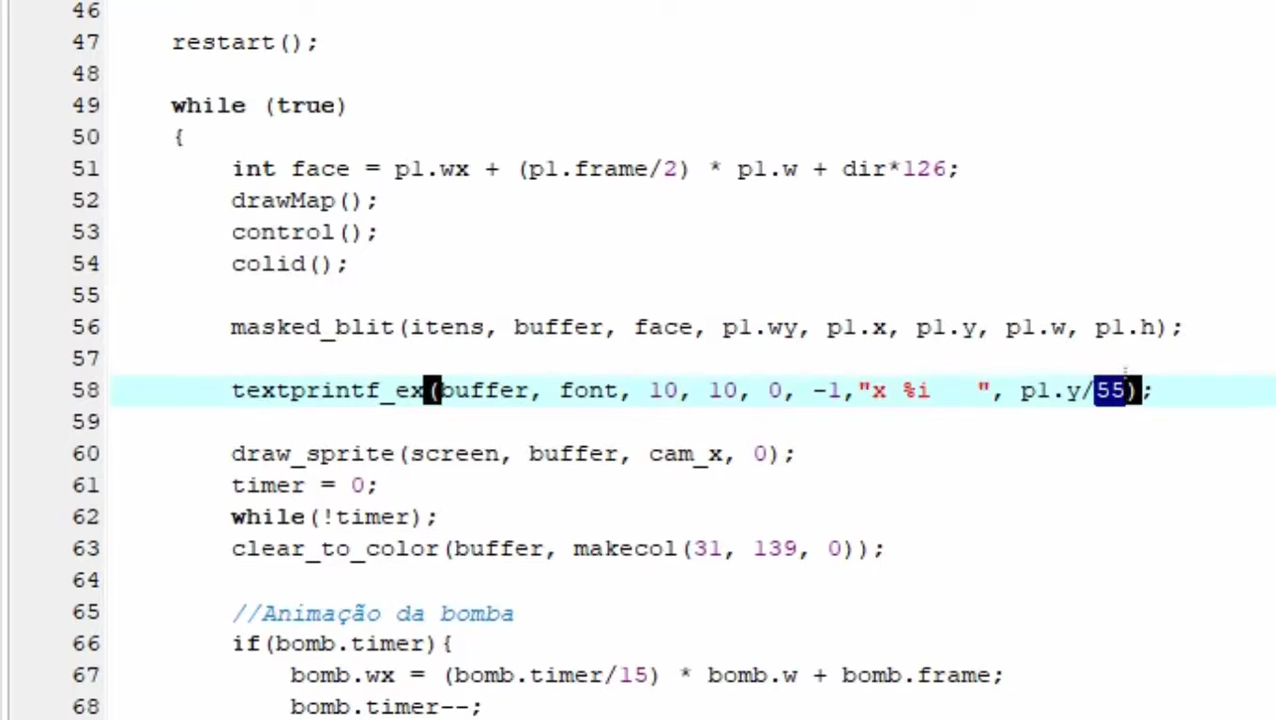 46
47 restart();
48
49 while (true)
50 {
51 int face = pl.wx + (pl.frame/2) * pl.w + dir*126;
52 drawMap();
53 control();
54 colid();
55
56 masked_blit(itens, buffer, face, pl.wy, pl.x, pl.y, pl.w, pl.h);
57
58 textprintf_ex(buffer, font, 10, 10, 0, -1,"x %i   ", pl.y/55);
59
60 draw_sprite(screen, buffer, cam_x, 0);
61 timer = 0;
62 while(!timer);
63 clear_to_color(buffer, makecol(31, 139, 0));
64
65 //Animação da bomba
66 if(bomb.timer){
67 bomb.wx = (bomb.timer/15) * bomb.w + bomb.frame;
68 bomb.timer--;